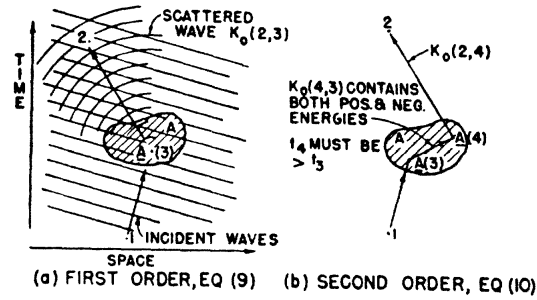 SCATTERED
WAVE K₀(2,3)
2.
TIME
A
A (3)
.1
INCIDENT WAVES
SPACE
(a) FIRST ORDER, EQ (9)
2
K₀(2,4)
K₀(4,3) CONTAINS
BOTH POS.& NEG.
ENERGIES
t₄ MUST BE
> t₃
A
A(4)
A(3)
.1
(b) SECOND ORDER, EQ (10)